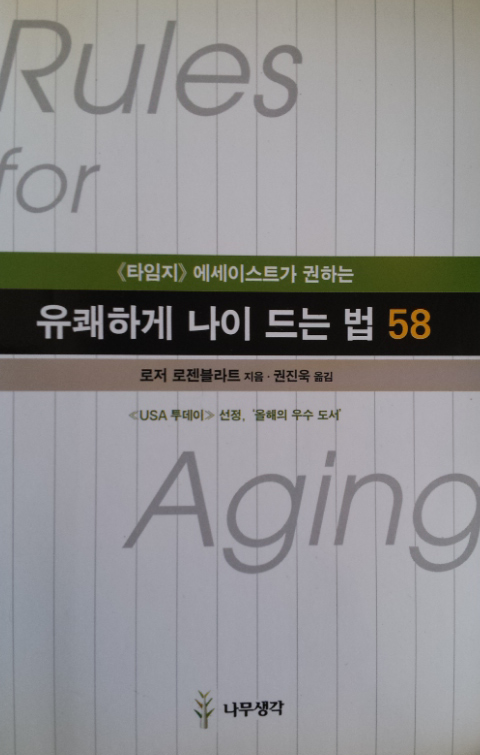 Rules
for
《타임지》 에세이스트가 권하는
유쾌하게 나이 드는 법 58
로저 로젠블라트 지음 · 권진욱 옮김
《USA 투데이》 선정, '올해의 우수 도서'
Aging
나무생각